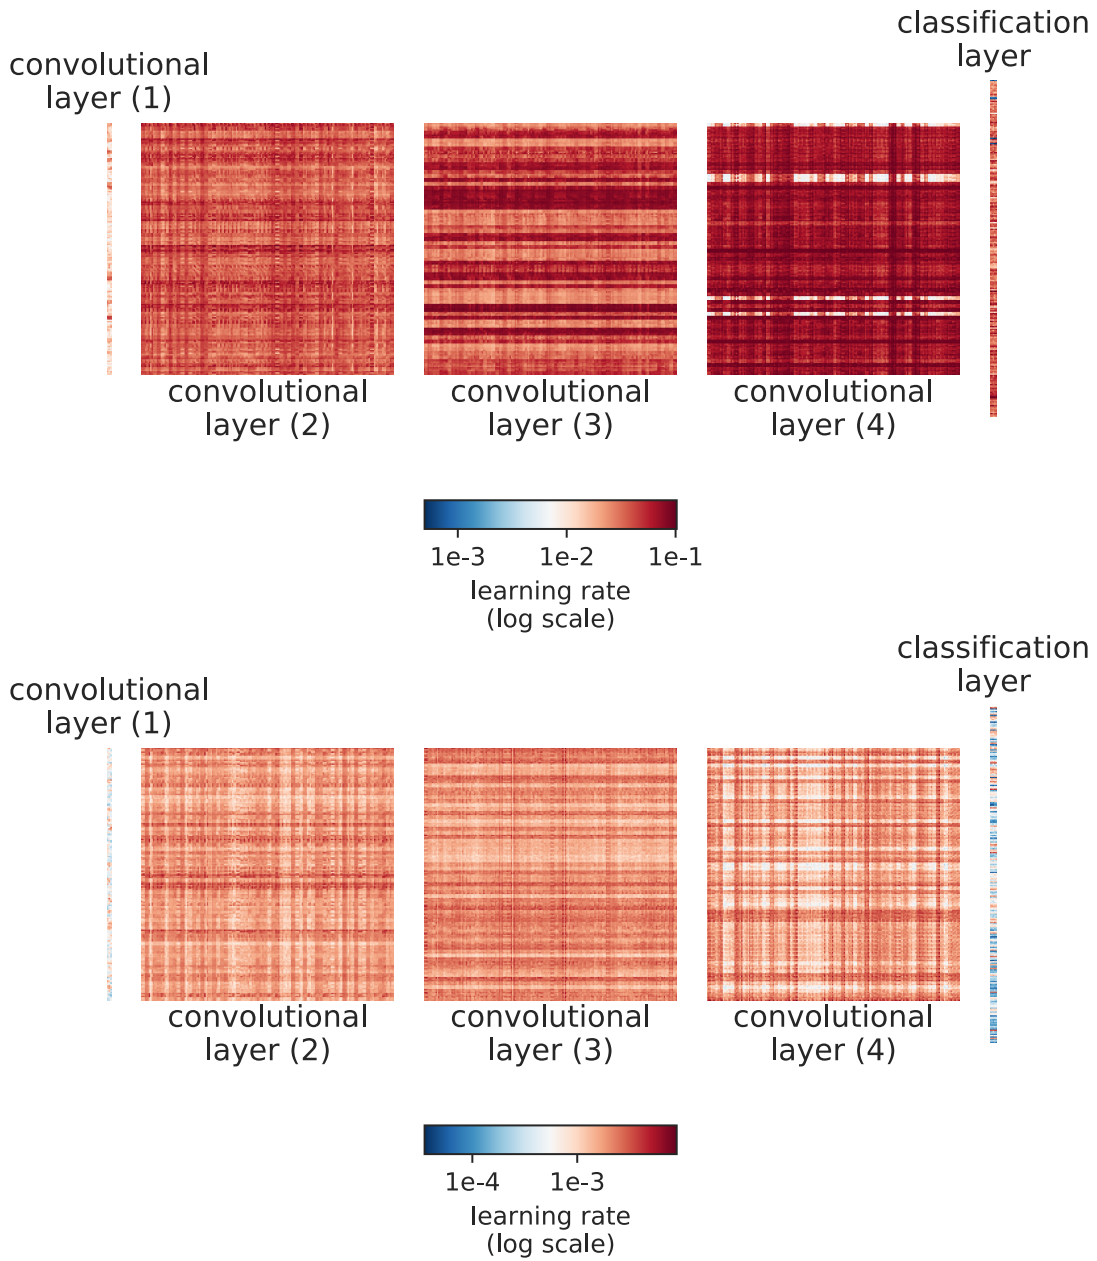 classification
layer
convolutional
layer (1)
convolutional
layer (2)
convolutional
layer (3)
convolutional
layer (4)
1e-3
1e-2
1e-1
learning rate
(log scale)
classification
layer
convolutional
layer (1)
convolutional
layer (2)
convolutional
layer (3)
convolutional
layer (4)
1e-4
1e-3
learning rate
(log scale)